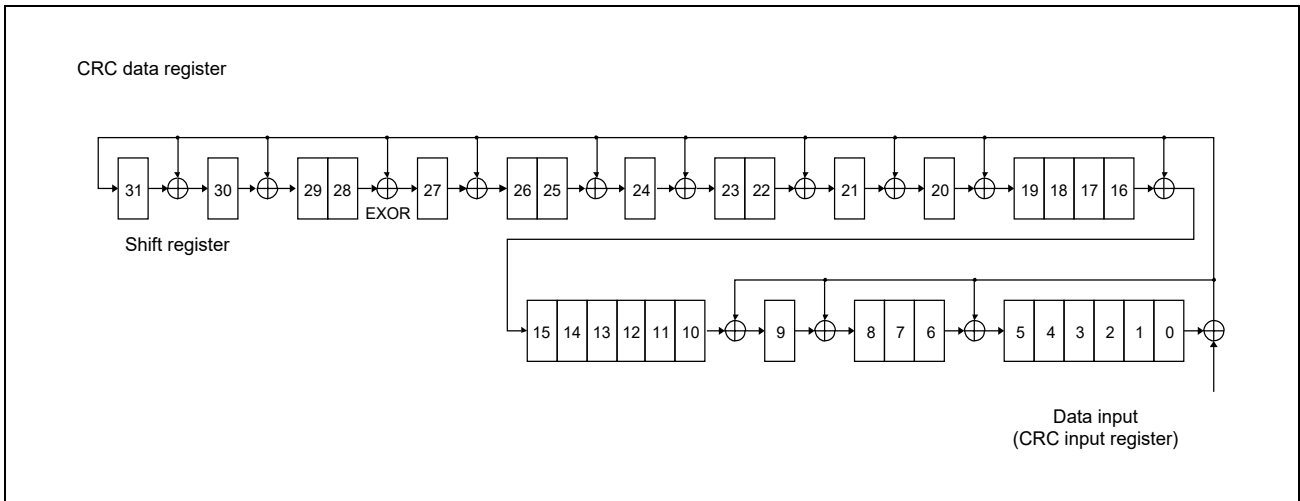 CRC data register
31 30 29 28 27 26 25 24 23 22 21 20 19 18 17 16
EXOR
Shift register
15 14 13 12 11 10 9 8 7 6 5 4 3 2 1 0
Data input
(CRC input register)